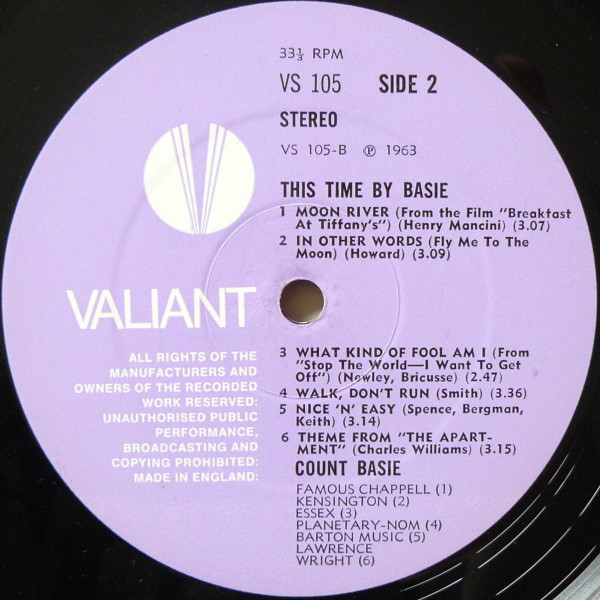 33⅓ RPM
VS 105 SIDE 2
STEREO
VS 105-B ℗ 1963
THIS TIME BY BASIE
1 MOON RIVER (From the Film "Breakfast
At Tiffany's") (Henry Mancini) (3.07)
2 IN OTHER WORDS (Fly Me To The
Moon) (Howard) (3.09)
VALIANT
3 WHAT KIND OF FOOL AM I (From
"Stop The World—I Want To Get
Off") (Newley, Bricusse) (2.47)
4 WALK, DON'T RUN (Smith) (3.36)
5 NICE 'N' EASY (Spence, Bergman,
Keith) (3.14)
6 THEME FROM "THE APART-
MENT" (Charles Williams) (3.15)
COUNT BASIE
FAMOUS CHAPPELL (1)
KENSINGTON (2)
ESSEX (3)
PLANETARY-NOM (4)
BARTON MUSIC (5)
LAWRENCE
WRIGHT (6)
ALL RIGHTS OF THE
MANUFACTURERS AND
OWNERS OF THE RECORDED
WORK RESERVED:
UNAUTHORISED PUBLIC
PERFORMANCE,
BROADCASTING AND
COPYING PROHIBITED:
MADE IN ENGLAND: